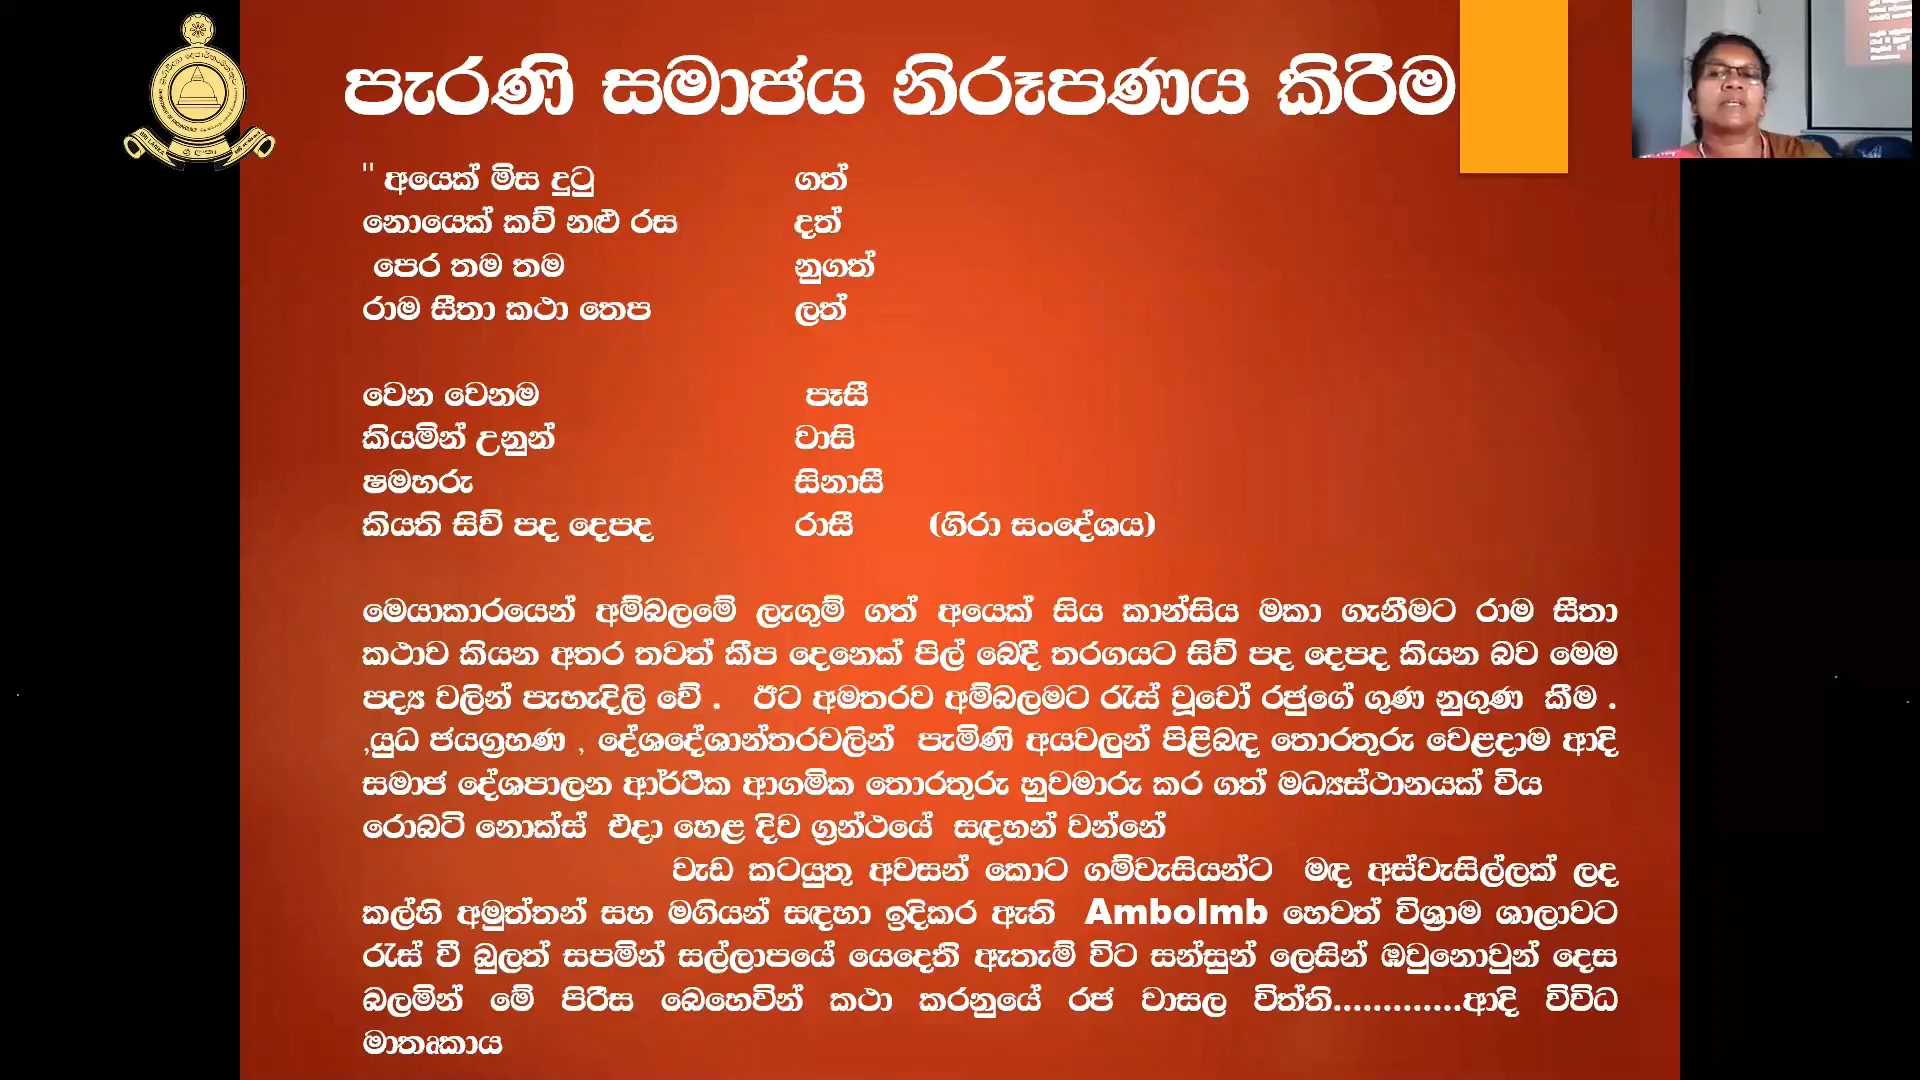 පැරණි සමාජය නිරූපණය කිරීම
" අයෙක් මිස දුටු ගත්
නොයෙක් කව් නළු රස දත්
පෙර තම තම නුගත්
රාම සීතා කථා තෙප ලත්
වෙන වෙනම පෑසී
කියමින් උනුන් වාසි
ෂමහරු සිනාසී
කියති සිව් පද දෙපද රාසී (ගිරා සංදේශය)
මෙයාකාරයෙන් අම්බලමේ ලැගුම් ගත් අයෙක් සිය කාන්සිය මකා ගැනීමට රාම සීතා
කථාව කියන අතර තවත් කීප දෙනෙක් පිල් බෙදී තරගයට සිව් පද දෙපද කියන බව මෙම
පද්‍ය වලින් පැහැදිලි වේ . ඊට අමතරව අම්බලමට රැස් වූවෝ රජුගේ ගුණ නුගුණ කීම .
,යුධ ජයග්‍රහණ , දේශදේශාන්තරවලින් පැමිණි අයවලුන් පිළිබඳ තොරතුරු වෙළදාම ආදි
සමාජ දේශපාලන ආර්ථික ආගමික තොරතුරු හුවමාරු කර ගත් මධ්‍යස්ථානයක් විය
රොබට් නොක්ස් එදා හෙළ දිව ග්‍රන්ථයේ සඳහන් වන්නේ
වැඩ කටයුතු අවසන් කොට ගම්වැසියන්ට මඳ අස්වැසිල්ලක් ලද
කල්හි අමුත්තන් සහ මගියන් සඳහා ඉදිකර ඇති Ambolmb හෙවත් විශ්‍රාම ශාලාවට
රැස් වී බුලත් සපමින් සල්ලාපයේ යෙදෙති ඇතැම් විට සන්සුන් ලෙසින් ඔවුනොවුන් දෙස
බලමින් මේ පිරිස බෙහෙවින් කථා කරනුයේ රජ වාසල විත්ති.............ආදි විවිධ
මාතෘකාය